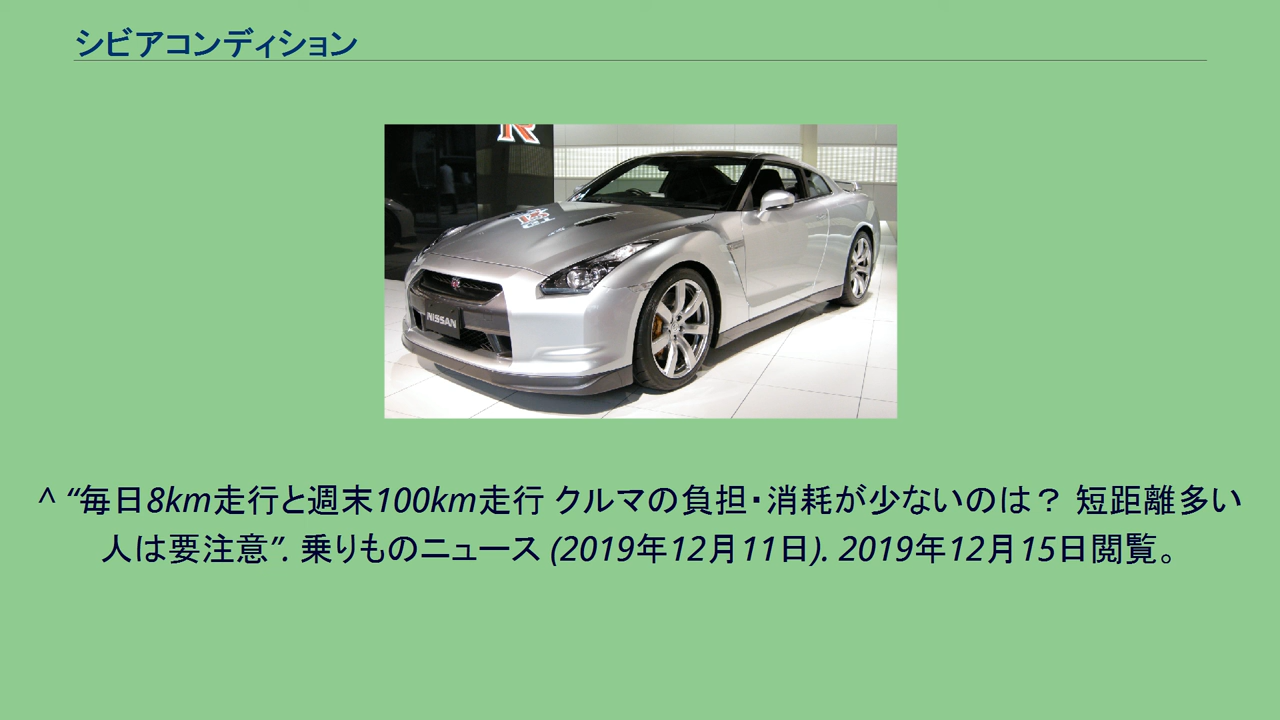 シビアコンディション
R
NISSAN
^ “毎日8km走行と週末100km走行 クルマの負担・消耗が少ないのは？ 短距離多い
人は要注意”. 乗りものニュース (2019年12月11日). 2019年12月15日閲覧。